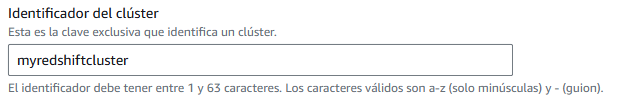 Identificador del clúster
Esta es la clave exclusiva que identifica un clúster.
myredshiftcluster
El identificador debe tener entre 1 y 63 caracteres. Los caracteres válidos son a-z (solo minúsculas) y - (guion).